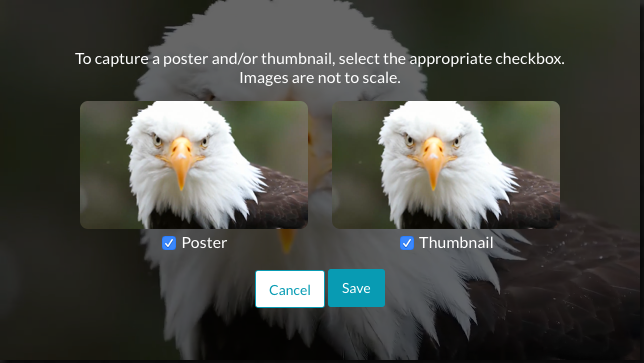 To capture a poster and/or thumbnail, select the appropriate checkbox.
Images are not to scale.
Poster
Thumbnail
Cancel
Save